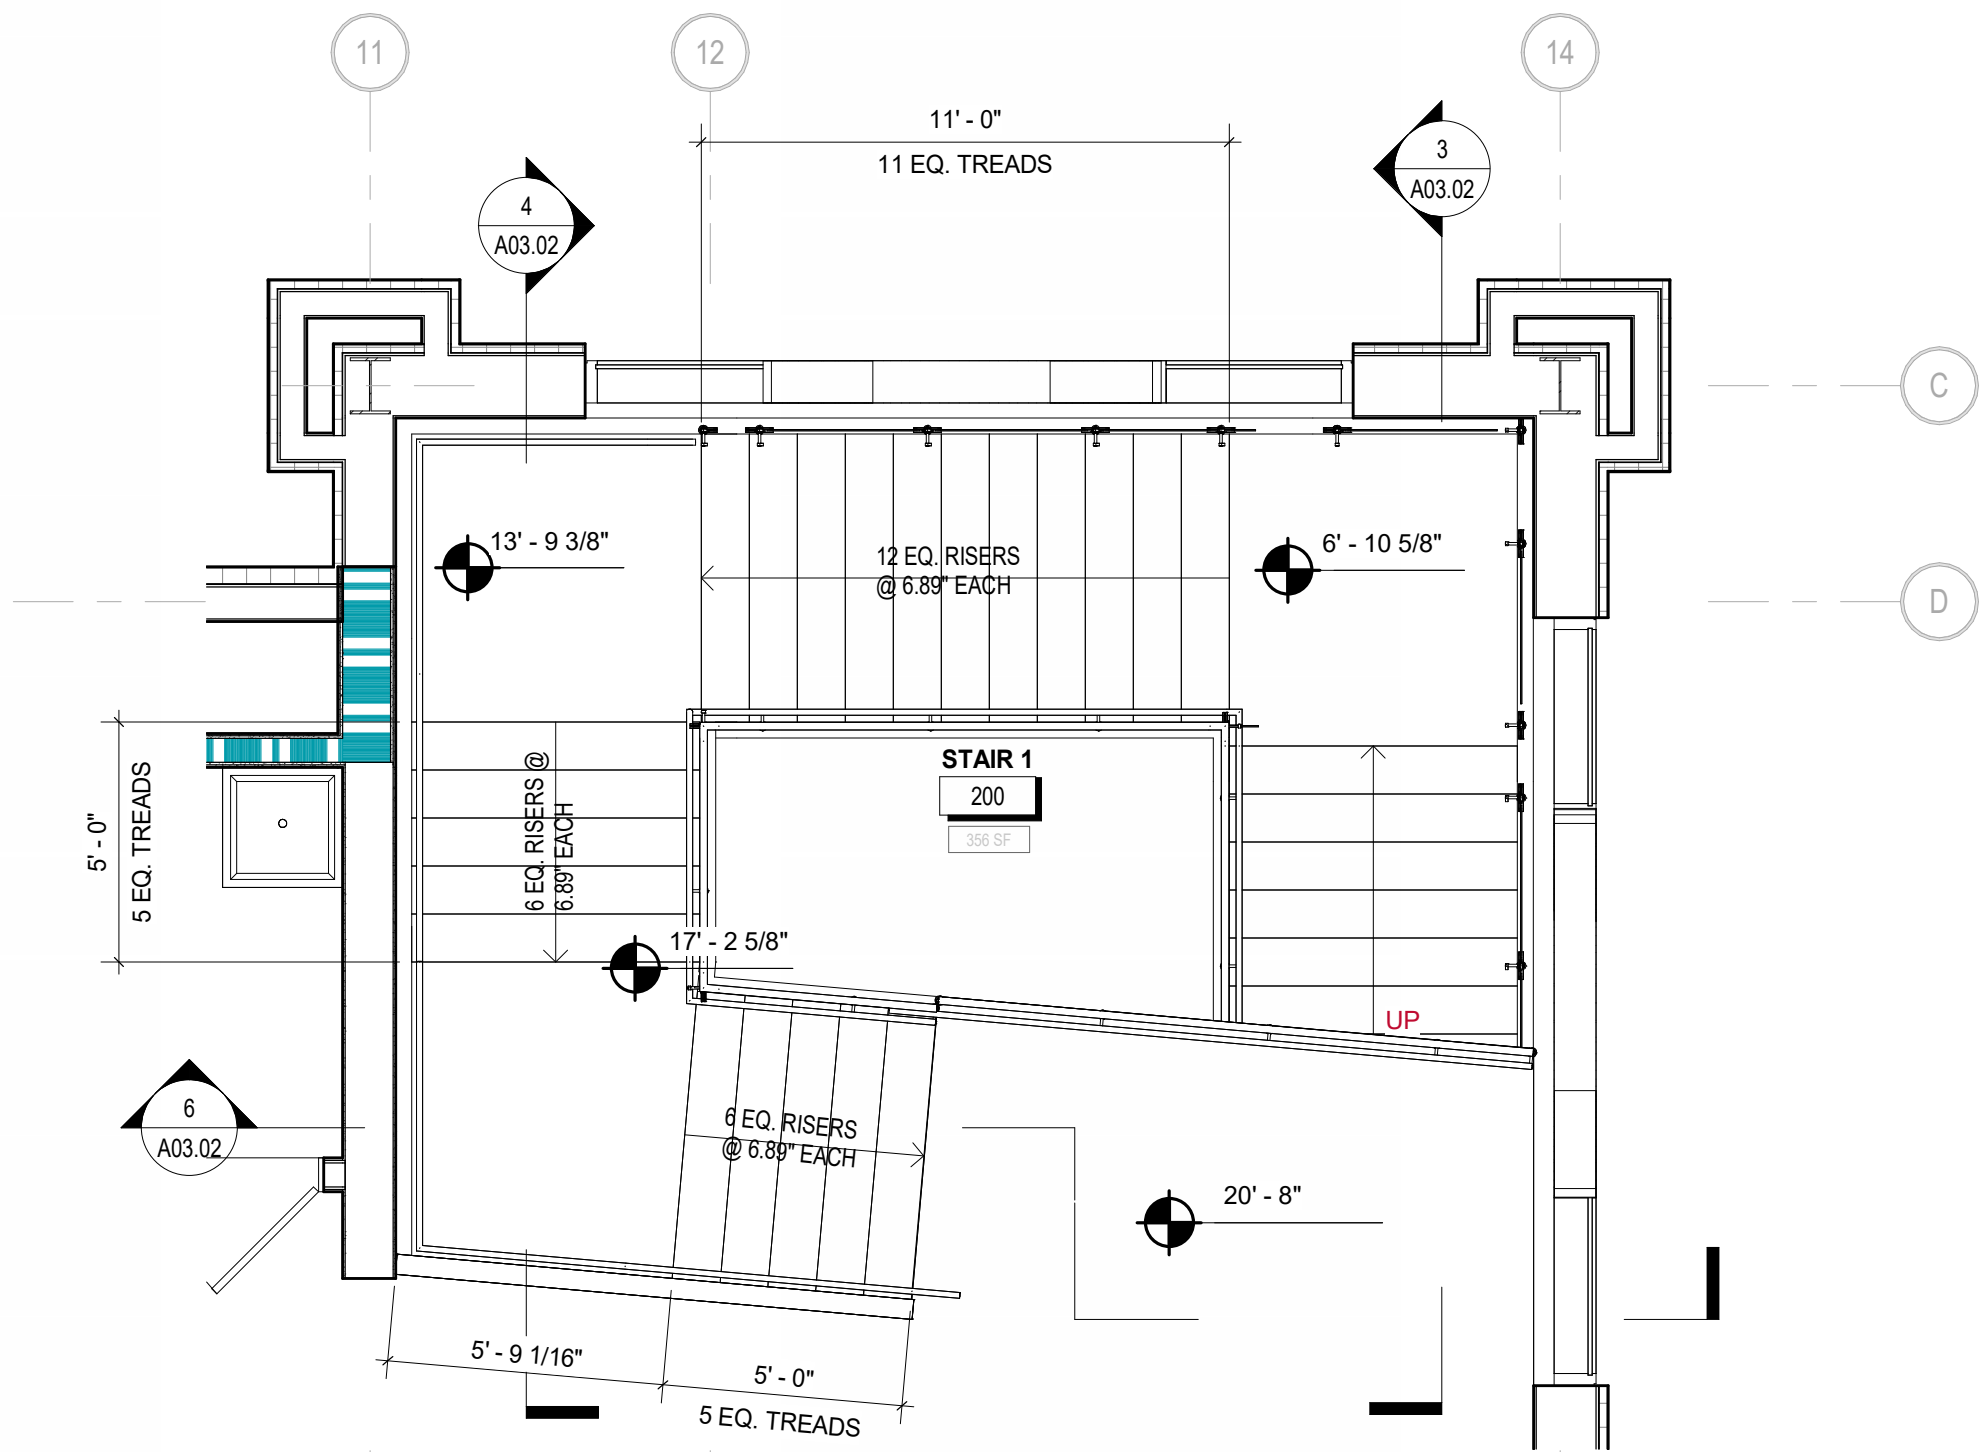 11
12
14
11' - 0"
11 EQ. TREADS
3
A03.02
4
A03.02
C
D
13' - 9 3/8"
12 EQ. RISERS
@ 6.89" EACH
6' - 10 5/8"
5' - 0"
5 EQ. TREADS
6 EQ. RISERS @
6.89" EACH
STAIR 1
200
356 SF
17' - 2 5/8"
UP
6
A03.02
6 EQ. RISERS
@ 6.89" EACH
20' - 8"
5' - 9 1/16"
5' - 0"
5 EQ. TREADS